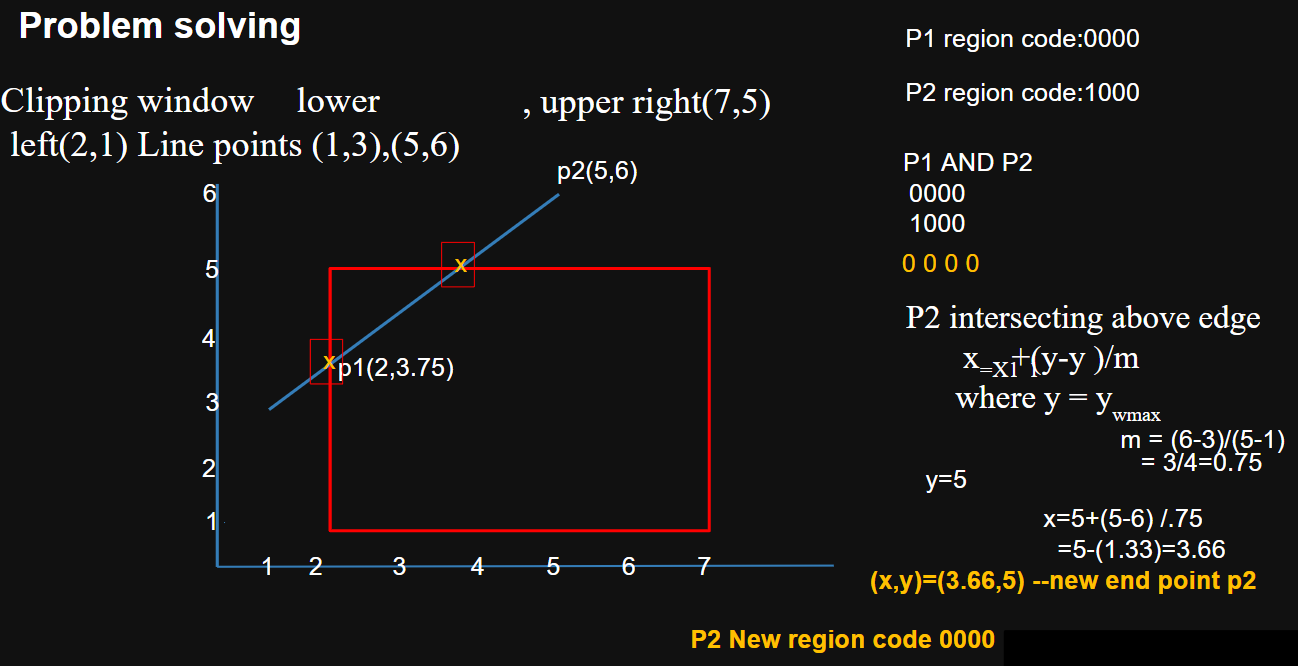 Problem solving
Clipping window lower , upper right(7,5)
left(2,1) Line points (1,3),(5,6)
p2(5,6)
6
5
4
3
2
1
x
x
p1(2,3.75)
1 2 3 4 5 6 7
P1 region code:0000
P2 region code:1000
P1 AND P2
0000
1000
0 0 0 0
P2 intersecting above edge
x=x1+(y-y1)/m
where y = ywmax
m = (6-3)/(5-1)
= 3/4=0.75
y=5
x=5+(5-6) /.75
=5-(1.33)=3.66
(x,y)=(3.66,5) --new end point p2
P2 New region code 0000